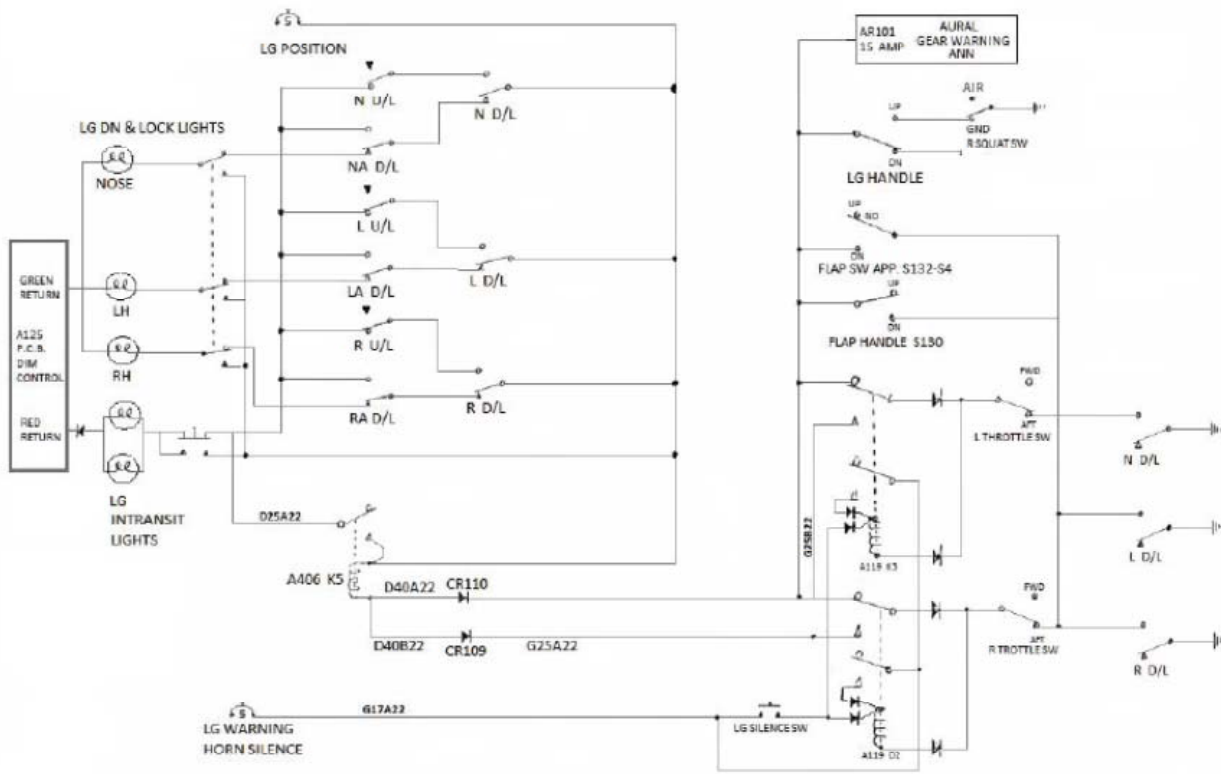 S
LG POSITION
N U/L
N D/L
LG DN & LOCK LIGHTS
NOSE
NA D/L
L U/L
L D/L
LA D/L
LH
R U/L
RH
RA D/L
R D/L
GREEN
RETURN
A125
P.C.B.
DIM
CONTROL
RED
RETURN
LG
INTRANSIT
LIGHTS
D25A22
A406 K5
D40A22
CR110
D40B22
CR109
G25A22
S
G17A22
LG WARNING
HORN SILENCE
LG SILENCE SW
AR101
15 AMP
AURAL
GEAR WARNING
ANN
AIR
UP
GND
R SQUAT SW
DN
LG HANDLE
UP
NO
DN
FLAP SW APP. S132-S4
UP
DN
FLAP HANDLE S130
FWD
AFT
L THROTTLE SW
N D/L
G25B22
A119 K3
L D/L
FWD
AFT
R TROTTLE SW
R D/L
A119 D2